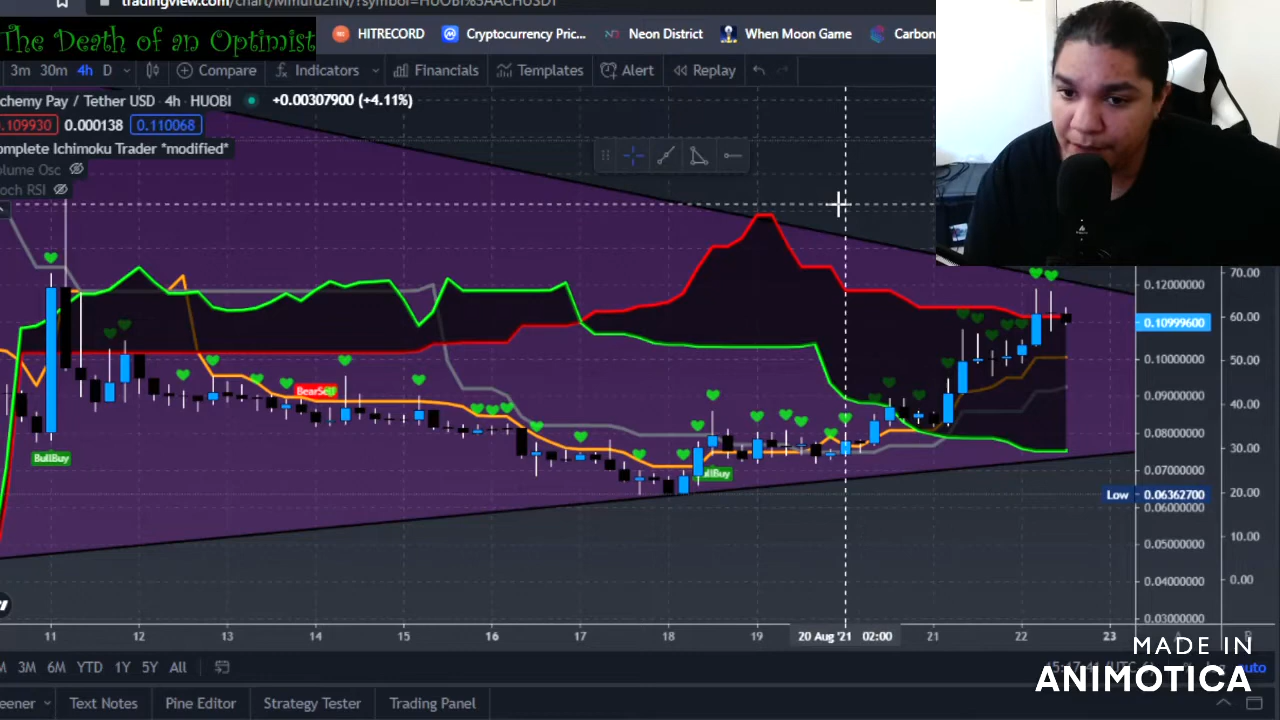 tradingview.com/chart/
The Death of an Optimist
HITRECORD
Cryptocurrency Pric...
Neon District
When Moon Game
Carbon
3m 30m 4h D Compare Indicators Financials Templates Alert Replay
chemy Pay / Tether USD · 4h · HUOBI +0.00307900 (+4.11%)
0.109930 0.000138 0.110068
omplete Ichimoku Trader *modified*
olume Osc
och RSI
BullBuy
BearSell
ullBuy
70.00
0.12000000
0.10999600
60.00
0.10000000
50.00
0.09000000
40.00
0.08000000
30.00
0.07000000
Low 0.06362700
20.00
0.06000000
0.05000000
10.00
0.04000000
0.00
0.03000000
11 12 13 14 15 16 17 18 19 20 Aug '21 02:00 21 22 23
M 3M 6M YTD 1Y 5Y All
auto
MADE IN
ANIMOTICA
eener Text Notes Pine Editor Strategy Tester Trading Panel